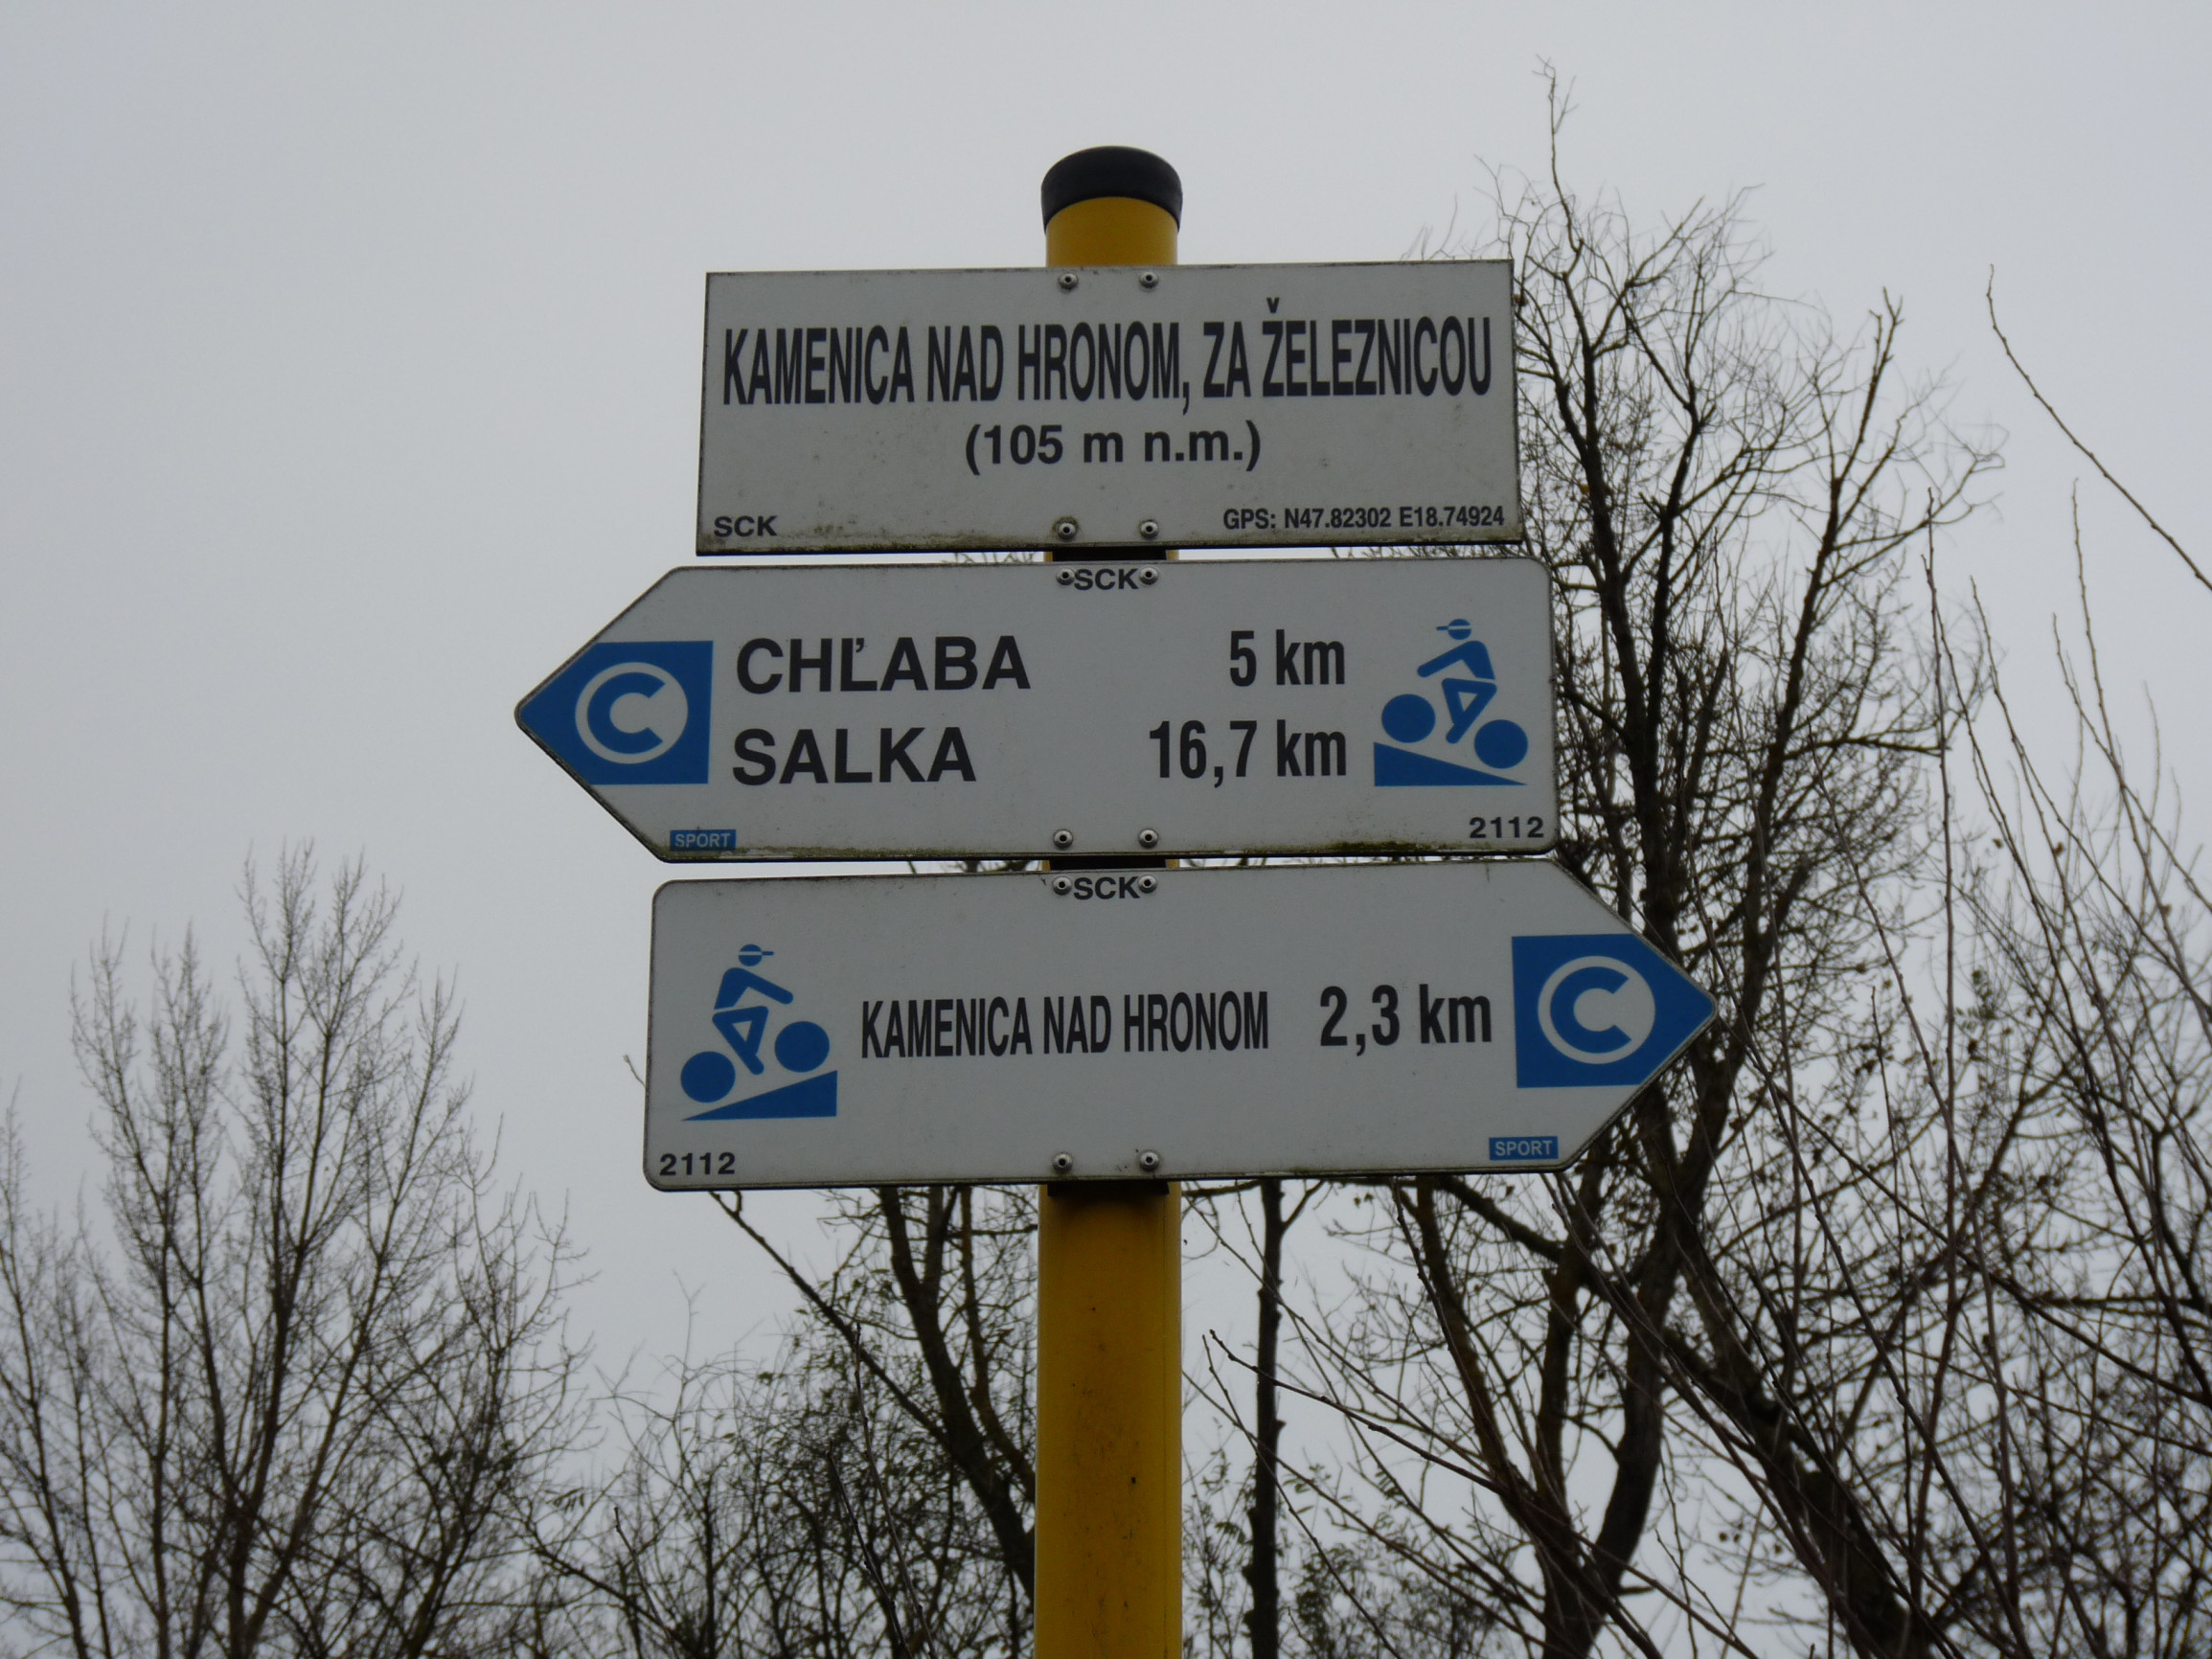 KAMENICA NAD HRONOM, ZA ŽELEZNICOU
(105 m n.m.)
SCK GPS: N47.82302 E18.74924
SCK
C CHĽABA 5 km
SALKA 16,7 km
SPORT 2112
SCK
KAMENICA NAD HRONOM 2,3 km C
2112 SPORT